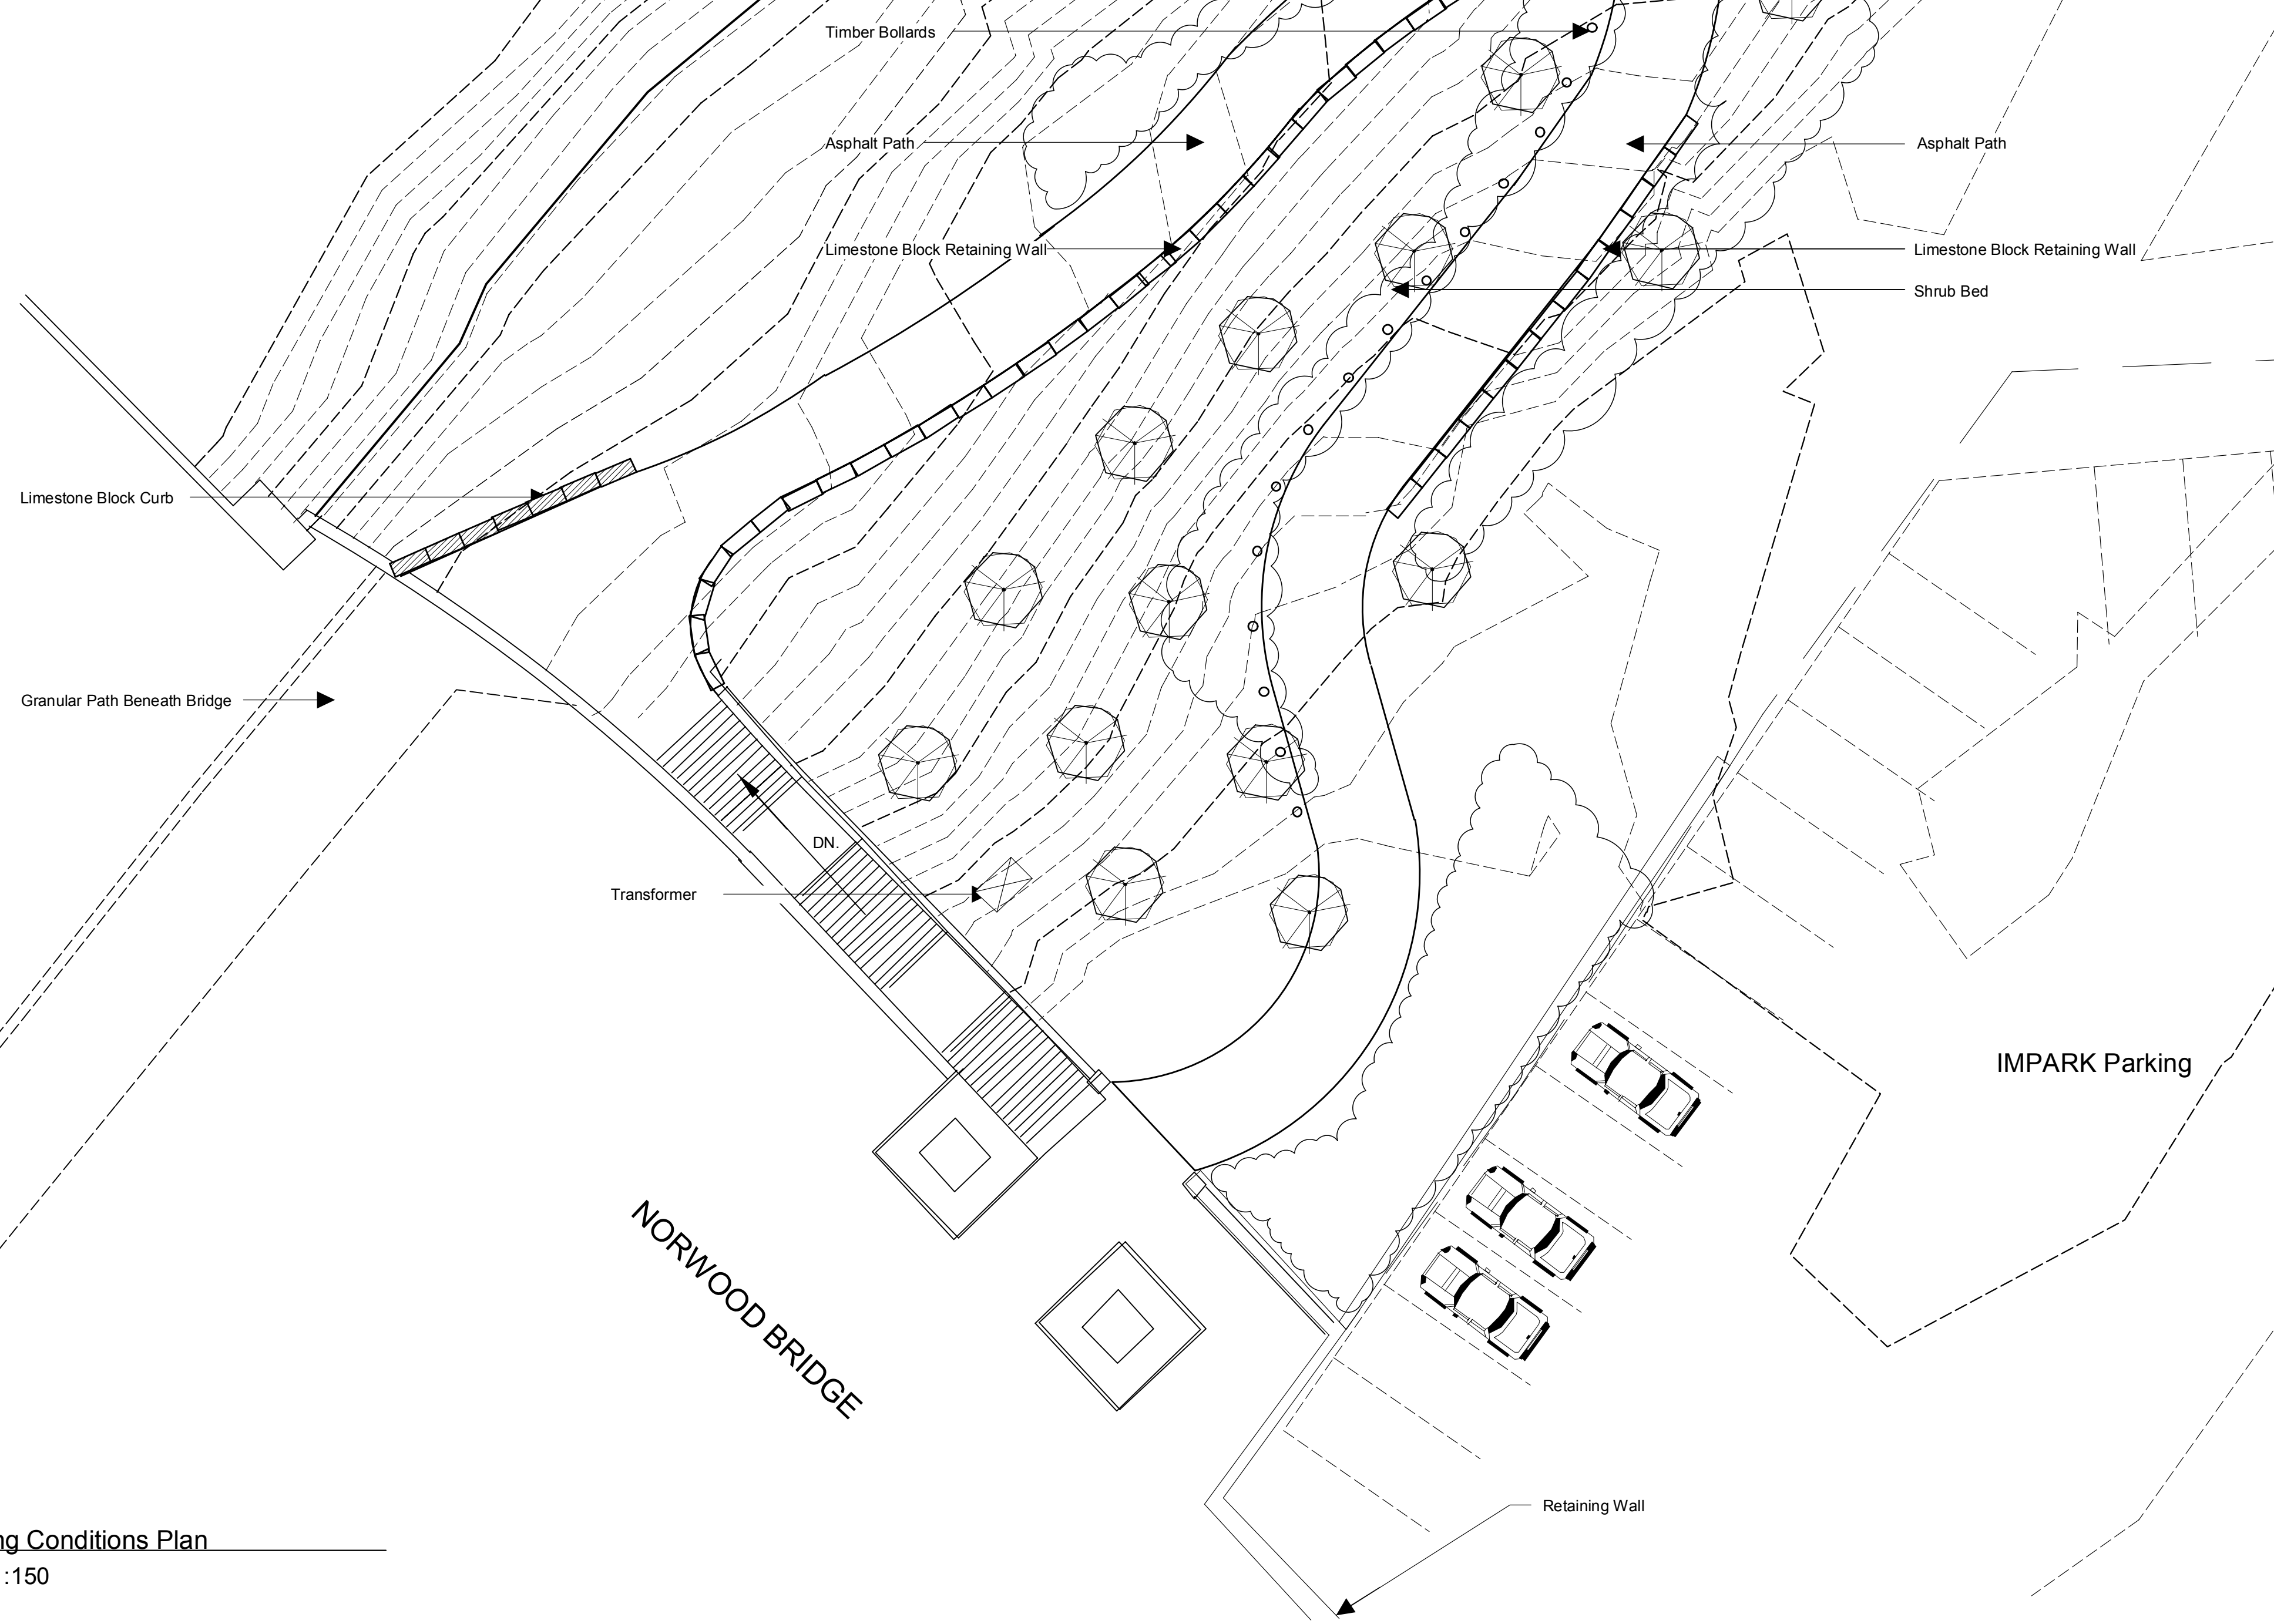 Timber Bollards
Asphalt Path
Asphalt Path
Limestone Block Retaining Wall
Limestone Block Retaining Wall
Shrub Bed
Limestone Block Curb
Granular Path Beneath Bridge
DN.
Transformer
IMPARK Parking
NORWOOD BRIDGE
Retaining Wall
ng Conditions Plan
:150